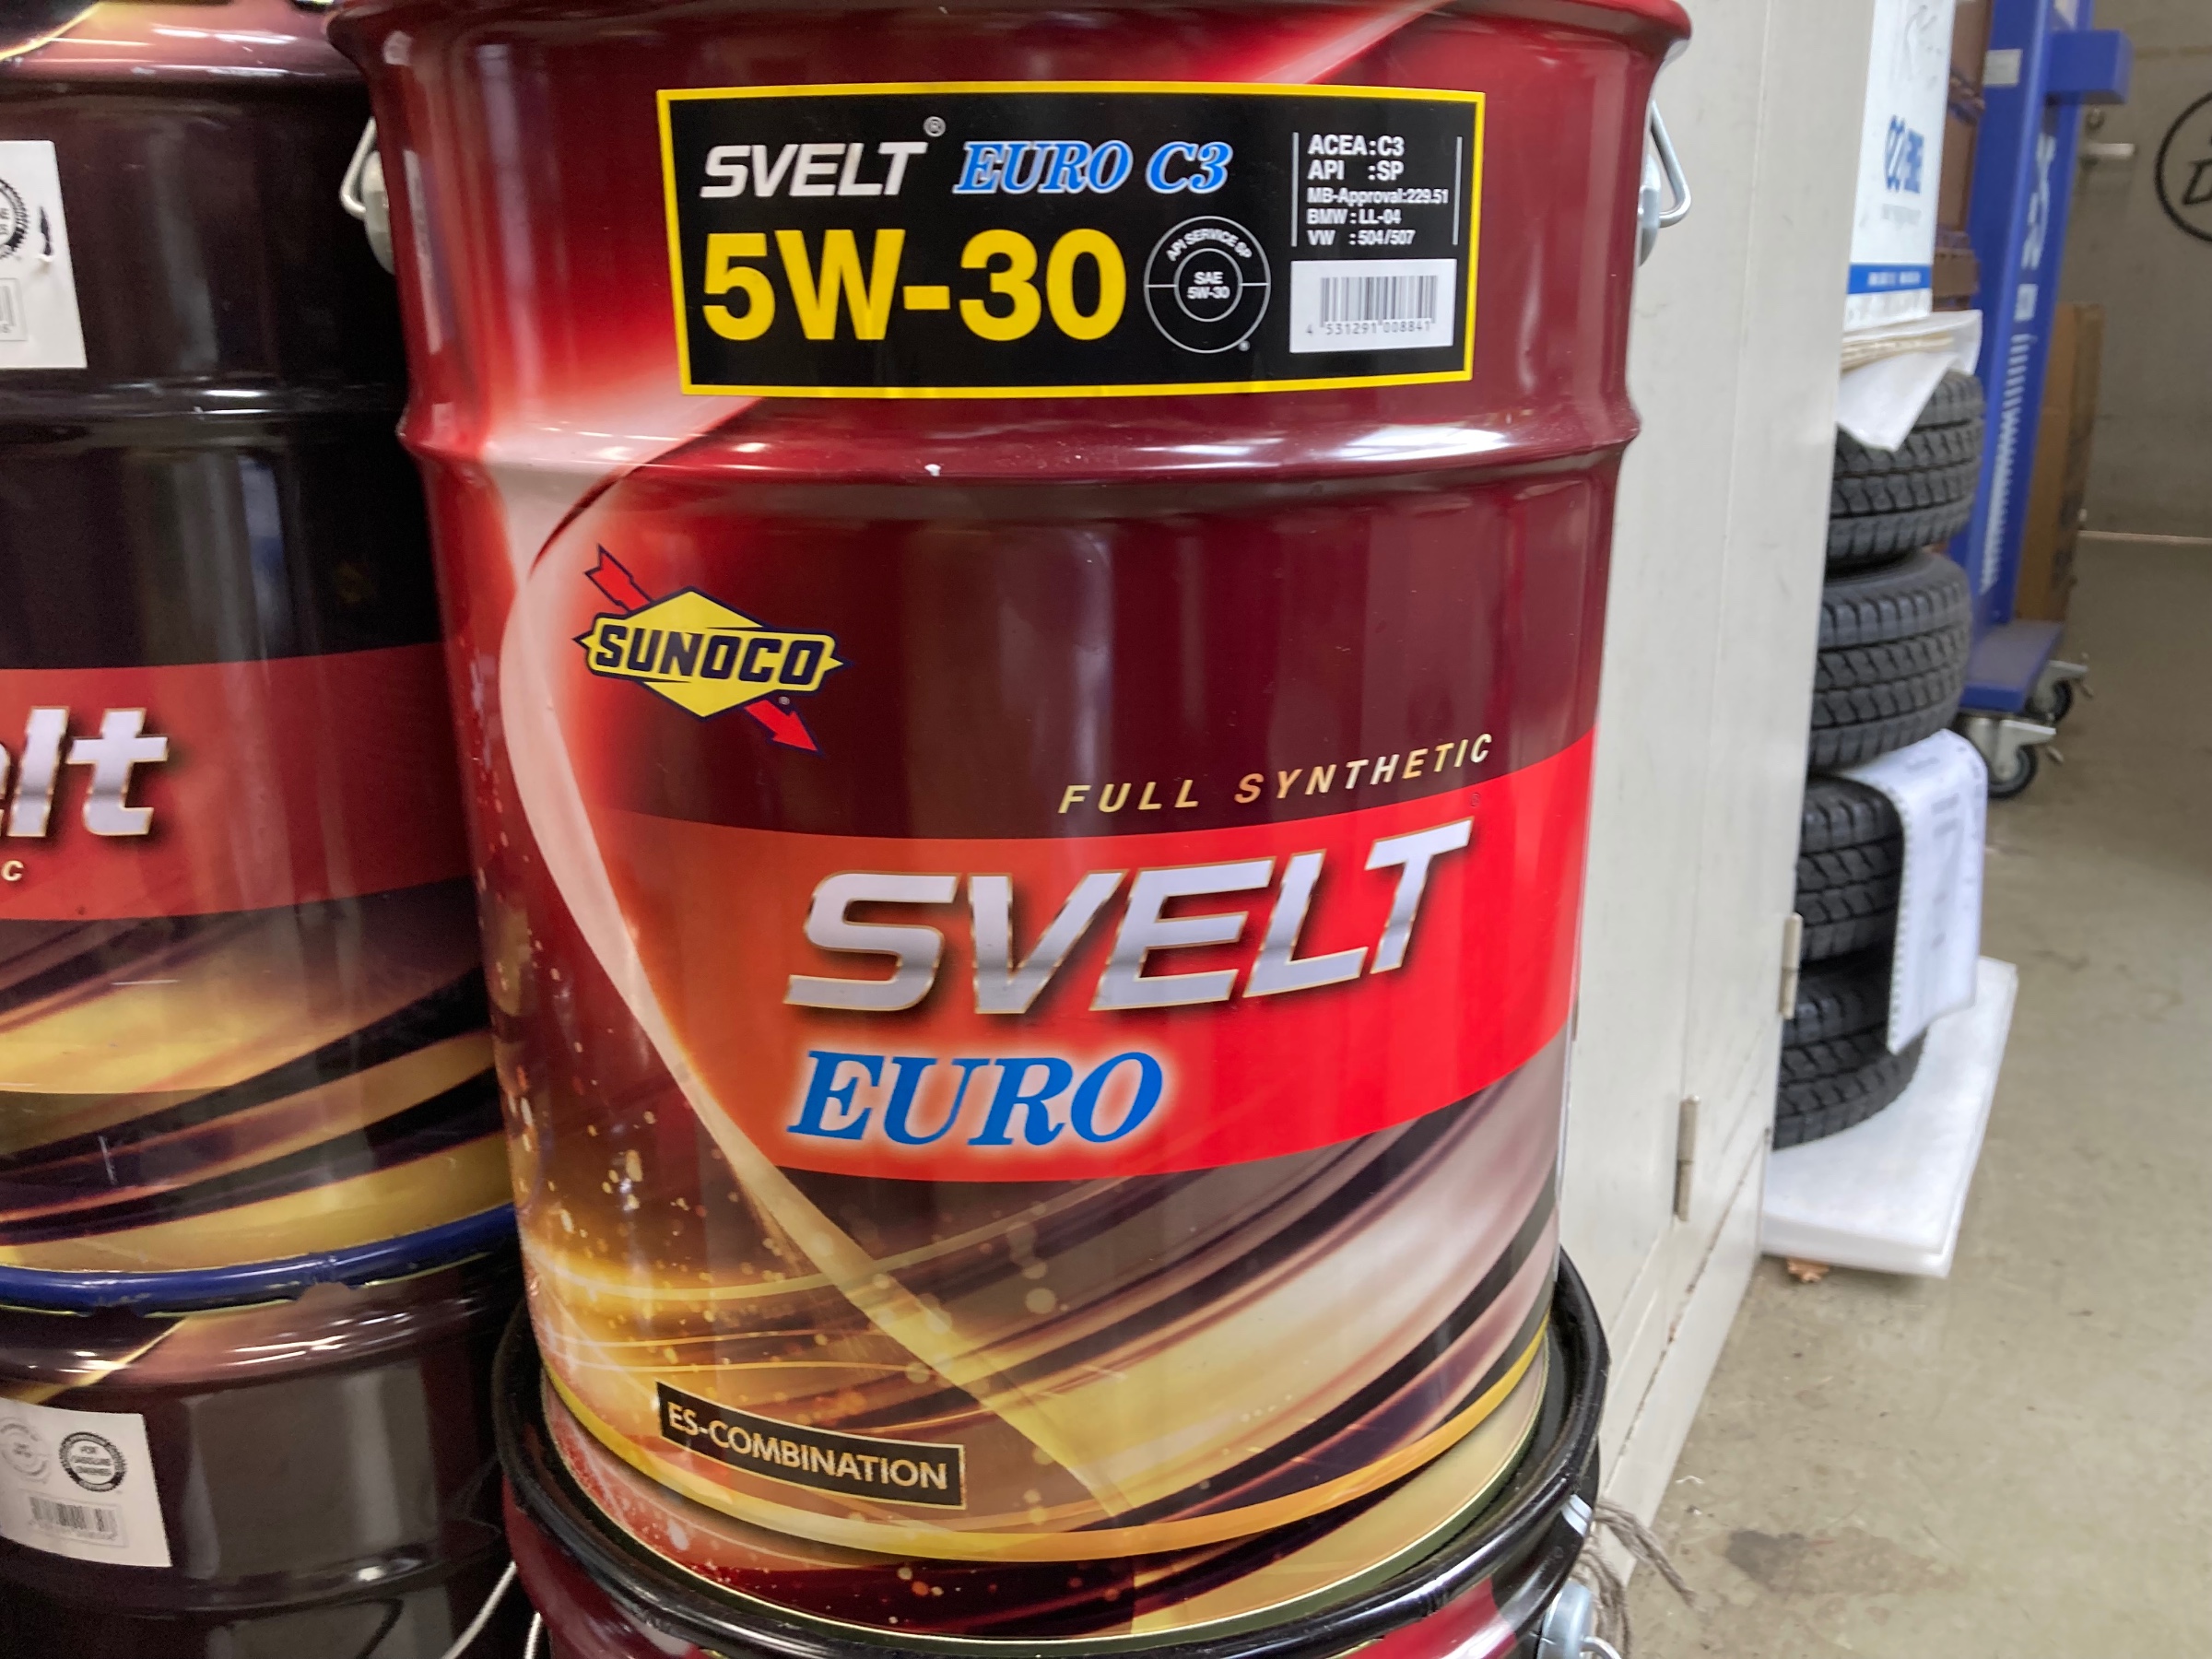 SVELT® EURO C3
5W-30
API SERVICE SP
SAE
5W-30
ACEA:C3
API :SP
MB-Approval:229.51
BMW : LL-04
VW : 504/507
4 531291 008841
SUNOCO
FULL SYNTHETIC
SVELT
EURO
ES-COMBINATION
lt
C